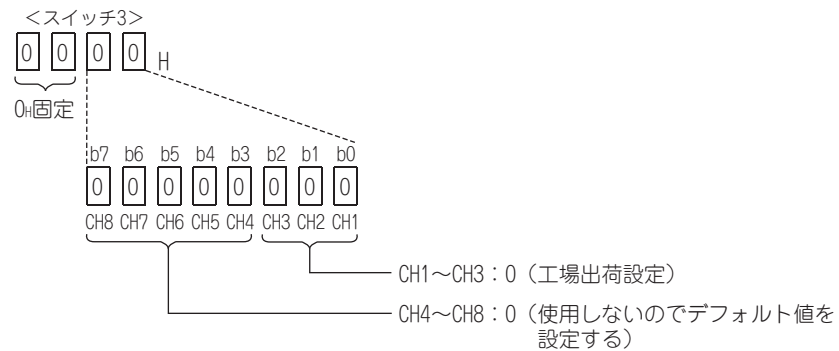 ＜スイッチ3＞
0 0 0 0 H
0H固定
b7 b6 b5 b4 b3 b2 b1 b0
0 0 0 0 0 0 0 0
CH8 CH7 CH6 CH5 CH4 CH3 CH2 CH1
CH1～CH3：0（工場出荷設定）
CH4～CH8：0（使用しないのでデフォルト値を
設定する）